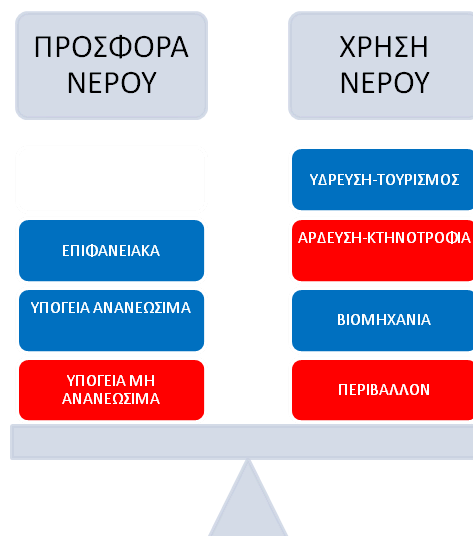 ΠΡΟΣΦΟΡΑ
ΝΕΡΟΥ
ΧΡΗΣΗ
ΝΕΡΟΥ
ΥΔΡΕΥΣΗ-ΤΟΥΡΙΣΜΟΣ
ΕΠΙΦΑΝΕΙΑΚΑ
ΑΡΔΕΥΣΗ-ΚΤΗΝΟΤΡΟΦΙΑ
ΥΠΟΓΕΙΑ ΑΝΑΝΕΩΣΙΜΑ
ΒΙΟΜΗΧΑΝΙΑ
ΥΠΟΓΕΙΑ ΜΗ
ΑΝΑΝΕΩΣΙΜΑ
ΠΕΡΙΒΑΛΛΟΝ